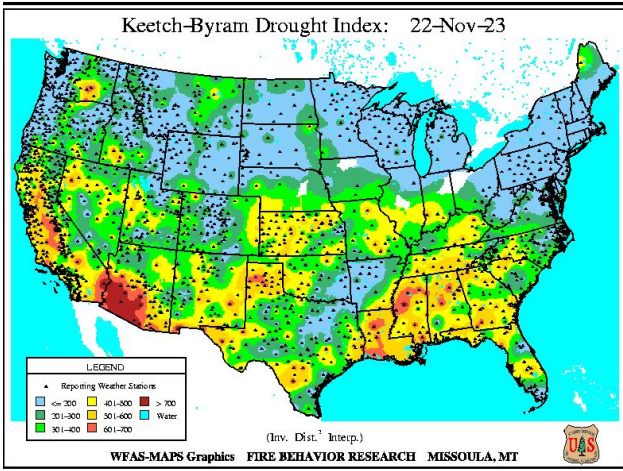 Keetch-Byram Drought Index: 22-Nov-23
LEGEND
Reporting Weather Stations
<= 200 401-500 > 700
201-300 501-600 Water
301-400 601-700
(Inv. Dist.² Interp.)
WFAS-MAPS Graphics FIRE BEHAVIOR RESEARCH MISSOULA, MT
U S